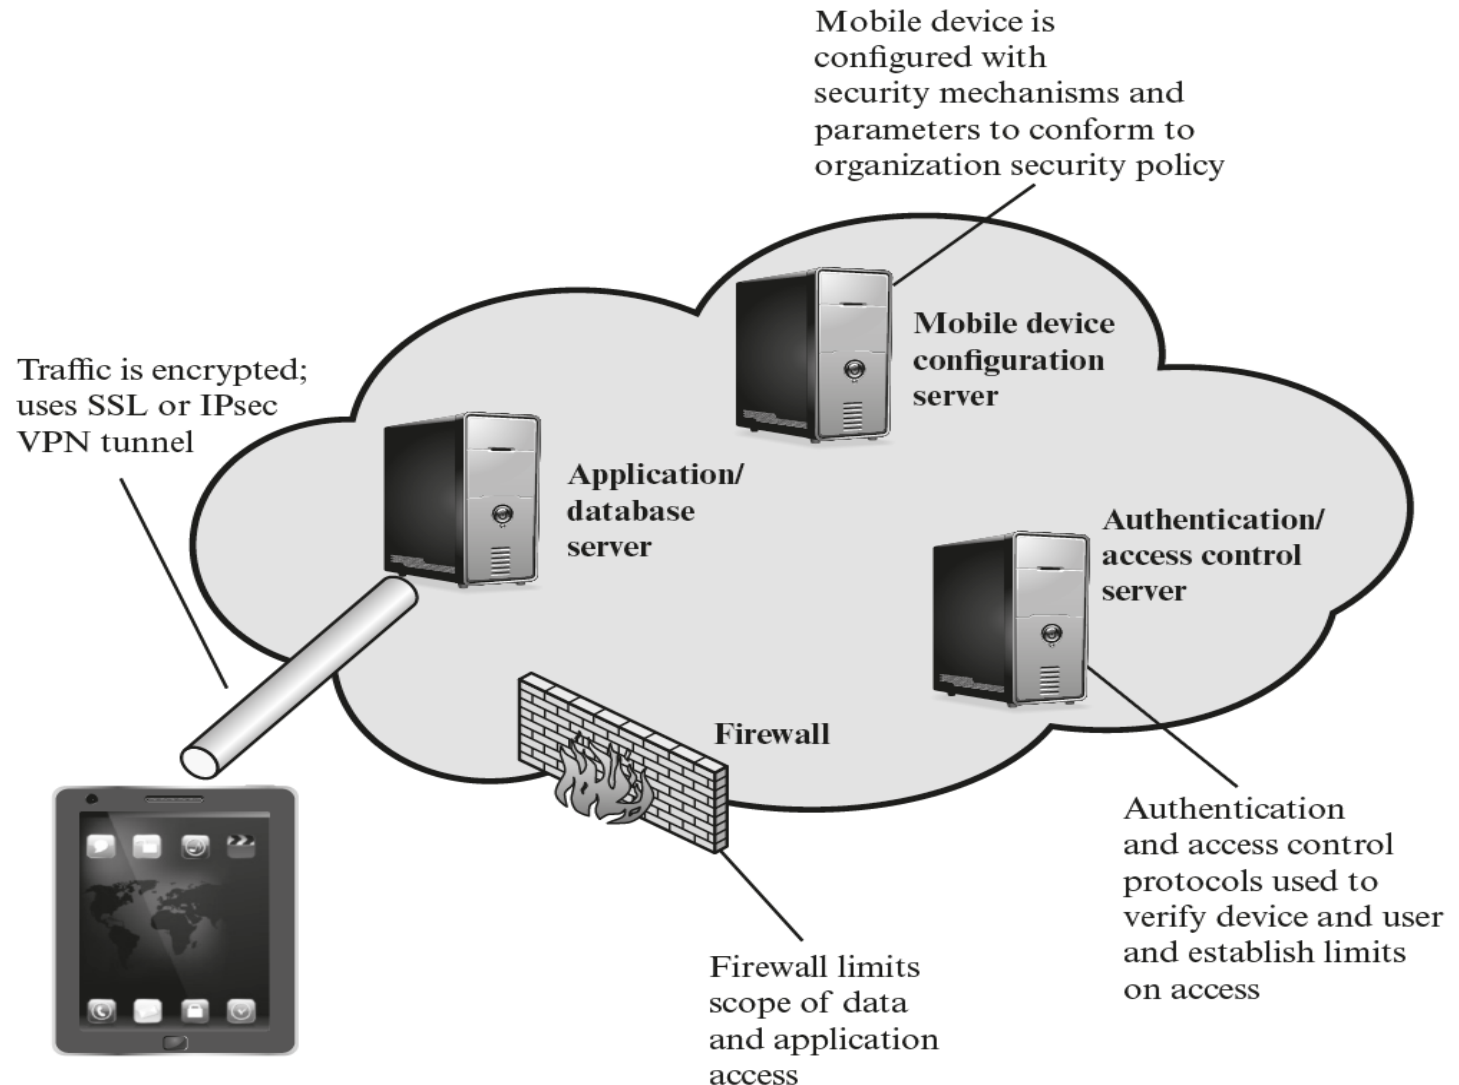 Mobile device is
configured with
security mechanisms and
parameters to conform to
organization security policy
Mobile device
configuration
server
Traffic is encrypted;
uses SSL or IPsec
VPN tunnel
Application/
database
server
Authentication/
access control
server
Firewall
Authentication
and access control
protocols used to
verify device and user
and establish limits
on access
Firewall limits
scope of data
and application
access